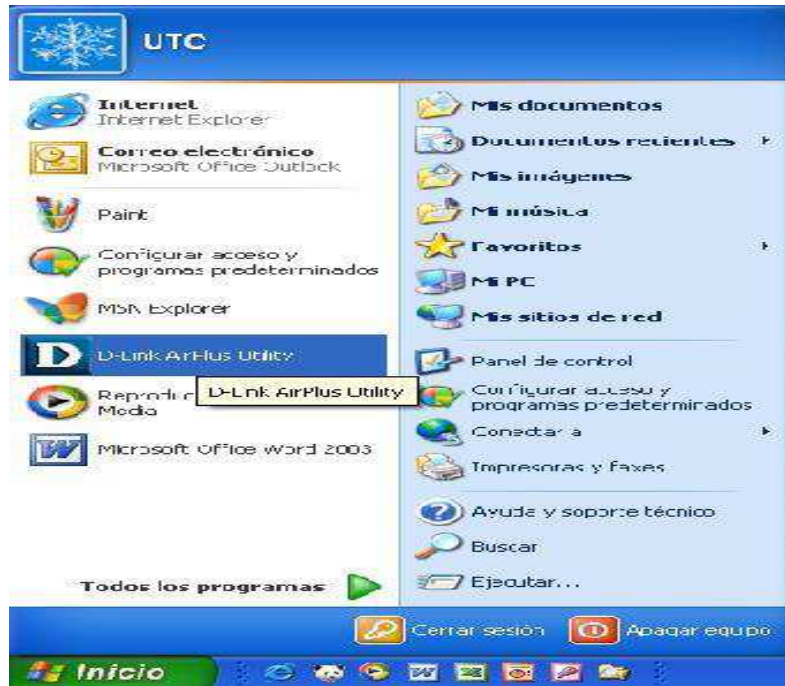 UTC
Internet
Internet Explorer
Correo electrónico
Microsoft Office Outlook
Paint
Configurar acceso y
programas predeterminados
MSN Explorer
D-Link AirPlus Utility
D-Link AirPlus Utility
Media
Microsoft Office Word 2003
Todos los programas
Mis documentos
Documentos recientes
Mis imágenes
Mi música
Favoritos
Mi PC
Mis sitios de red
Panel de control
Configurar acceso y
programas predeterminados
Conectar a
Impresoras y faxes
Ayuda y soporte técnico
Buscar
Ejecutar...
Cerrar sesión
Apagar equipo
Inicio